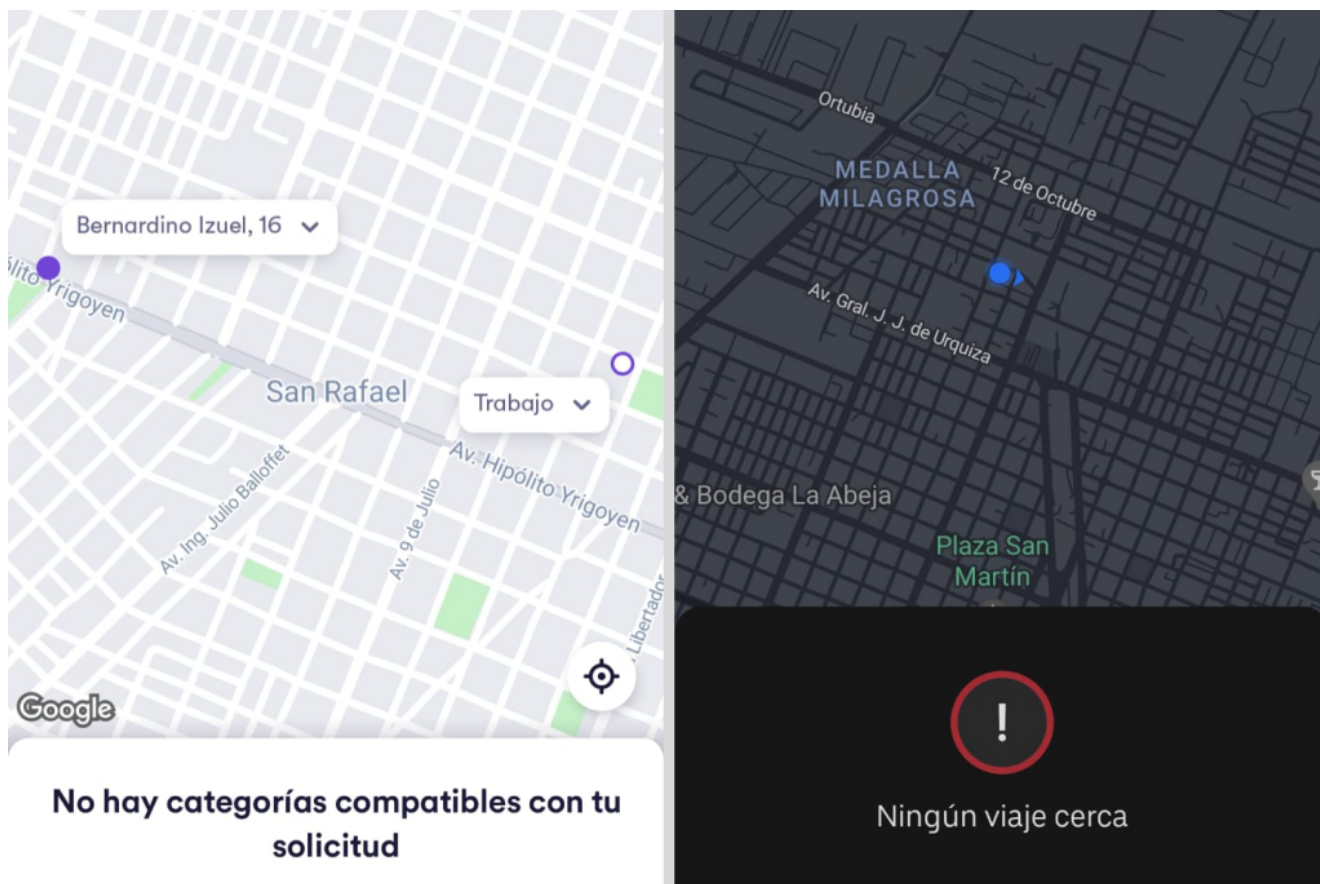 Bernardino Izuel, 16
ólito Yrigoyen
San Rafael
Trabajo
Av. Hipólito Yrigoyen
Av. Ing. Julio Balloffet
Av. 9 de Julio
Libertador
Google
No hay categorías compatibles con tu
solicitud
Ortubia
MEDALLA
MILAGROSA
12 de Octubre
Av. Gral. J. J. de Urquiza
& Bodega La Abeja
Plaza San
Martín
!
Ningún viaje cerca